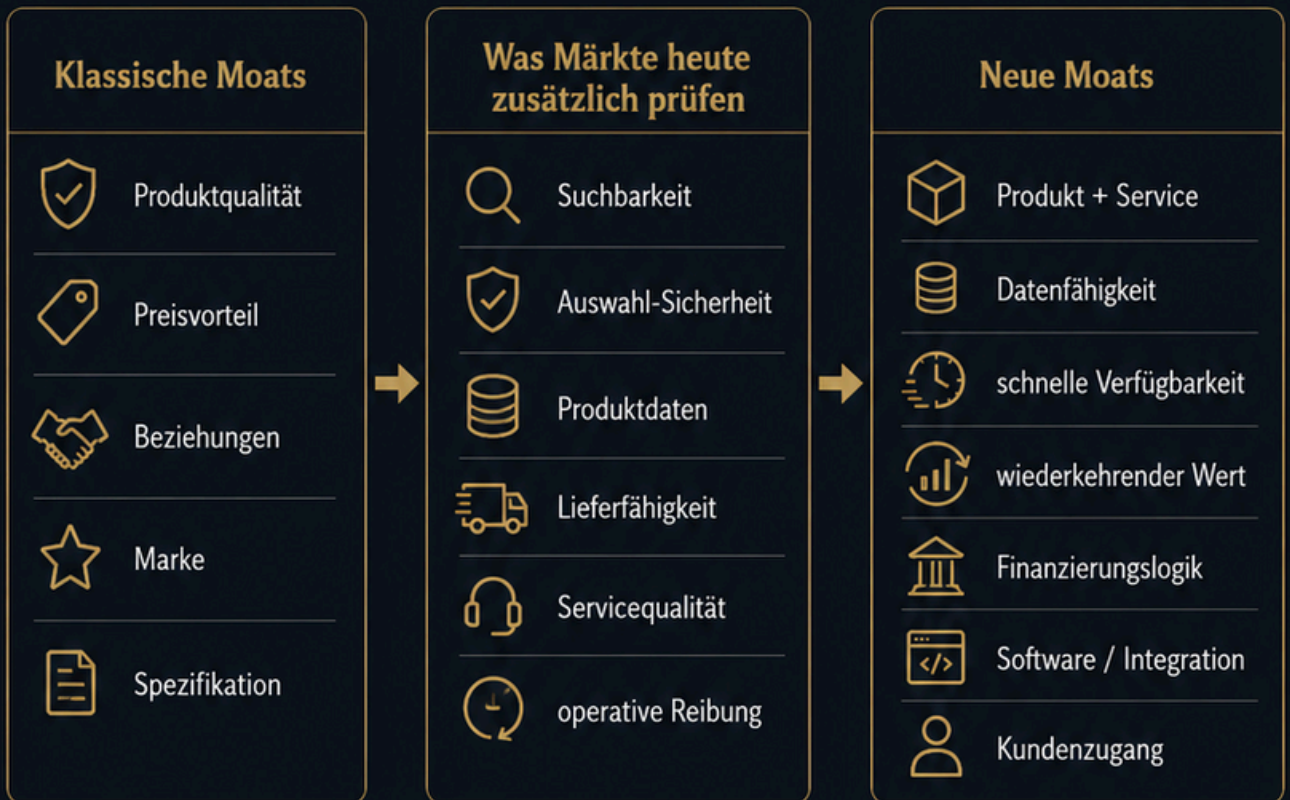 Klassische Moats
Produktqualität
Preisvorteil
Beziehungen
Marke
Spezifikation
Was Märkte heute
zusätzlich prüfen
Suchbarkeit
Auswahl-Sicherheit
Produktdaten
Lieferfähigkeit
Servicequalität
operative Reibung
Neue Moats
Produkt + Service
Datenfähigkeit
schnelle Verfügbarkeit
wiederkehrender Wert
Finanzierungslogik
</>
Software / Integration
Kundenzugang